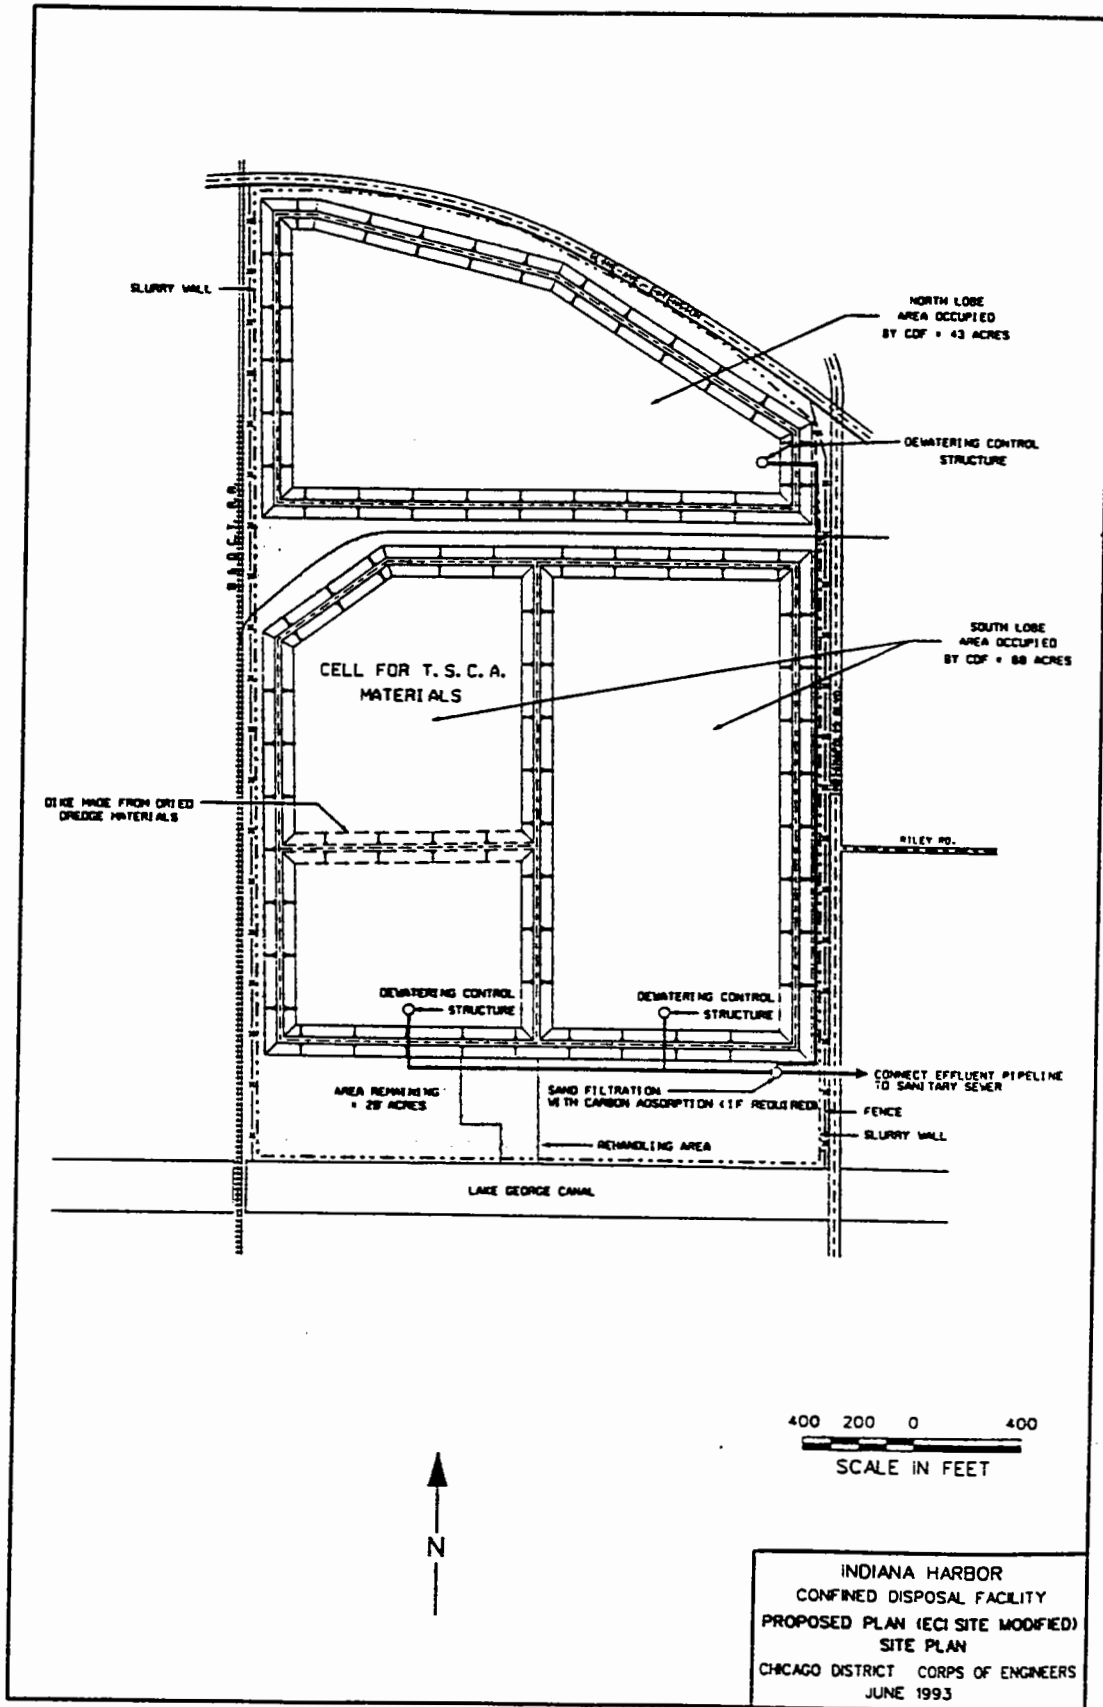 SLURRY WALL
NORTH LOBE
AREA OCCUPIED
BY CDF = 43 ACRES
DEWATERING CONTROL
STRUCTURE
SOUTH LOBE
AREA OCCUPIED
BY CDF = 88 ACRES
CELL FOR T. S. C. A.
MATERIALS
DIKE MADE FROM DRIED
DREDGE MATERIALS
RILEY RD.
DEWATERING CONTROL
STRUCTURE
DEWATERING CONTROL
STRUCTURE
AREA REMAINING
ACRES
SAND FILTRATION
WITH CARBON ADSORPTION (IF REQUIRED)
CONNECT EFFLUENT PIPELINE
TO SANITARY SEWER
FENCE
SLURRY WALL
REHANDLING AREA
LAKE GEORGE CANAL
400 200 0 400
SCALE IN FEET
N
INDIANA HARBOR
CONFINED DISPOSAL FACILITY
PROPOSED PLAN (ECI SITE MODIFIED)
SITE PLAN
CHICAGO DISTRICT CORPS OF ENGINEERS
JUNE 1993